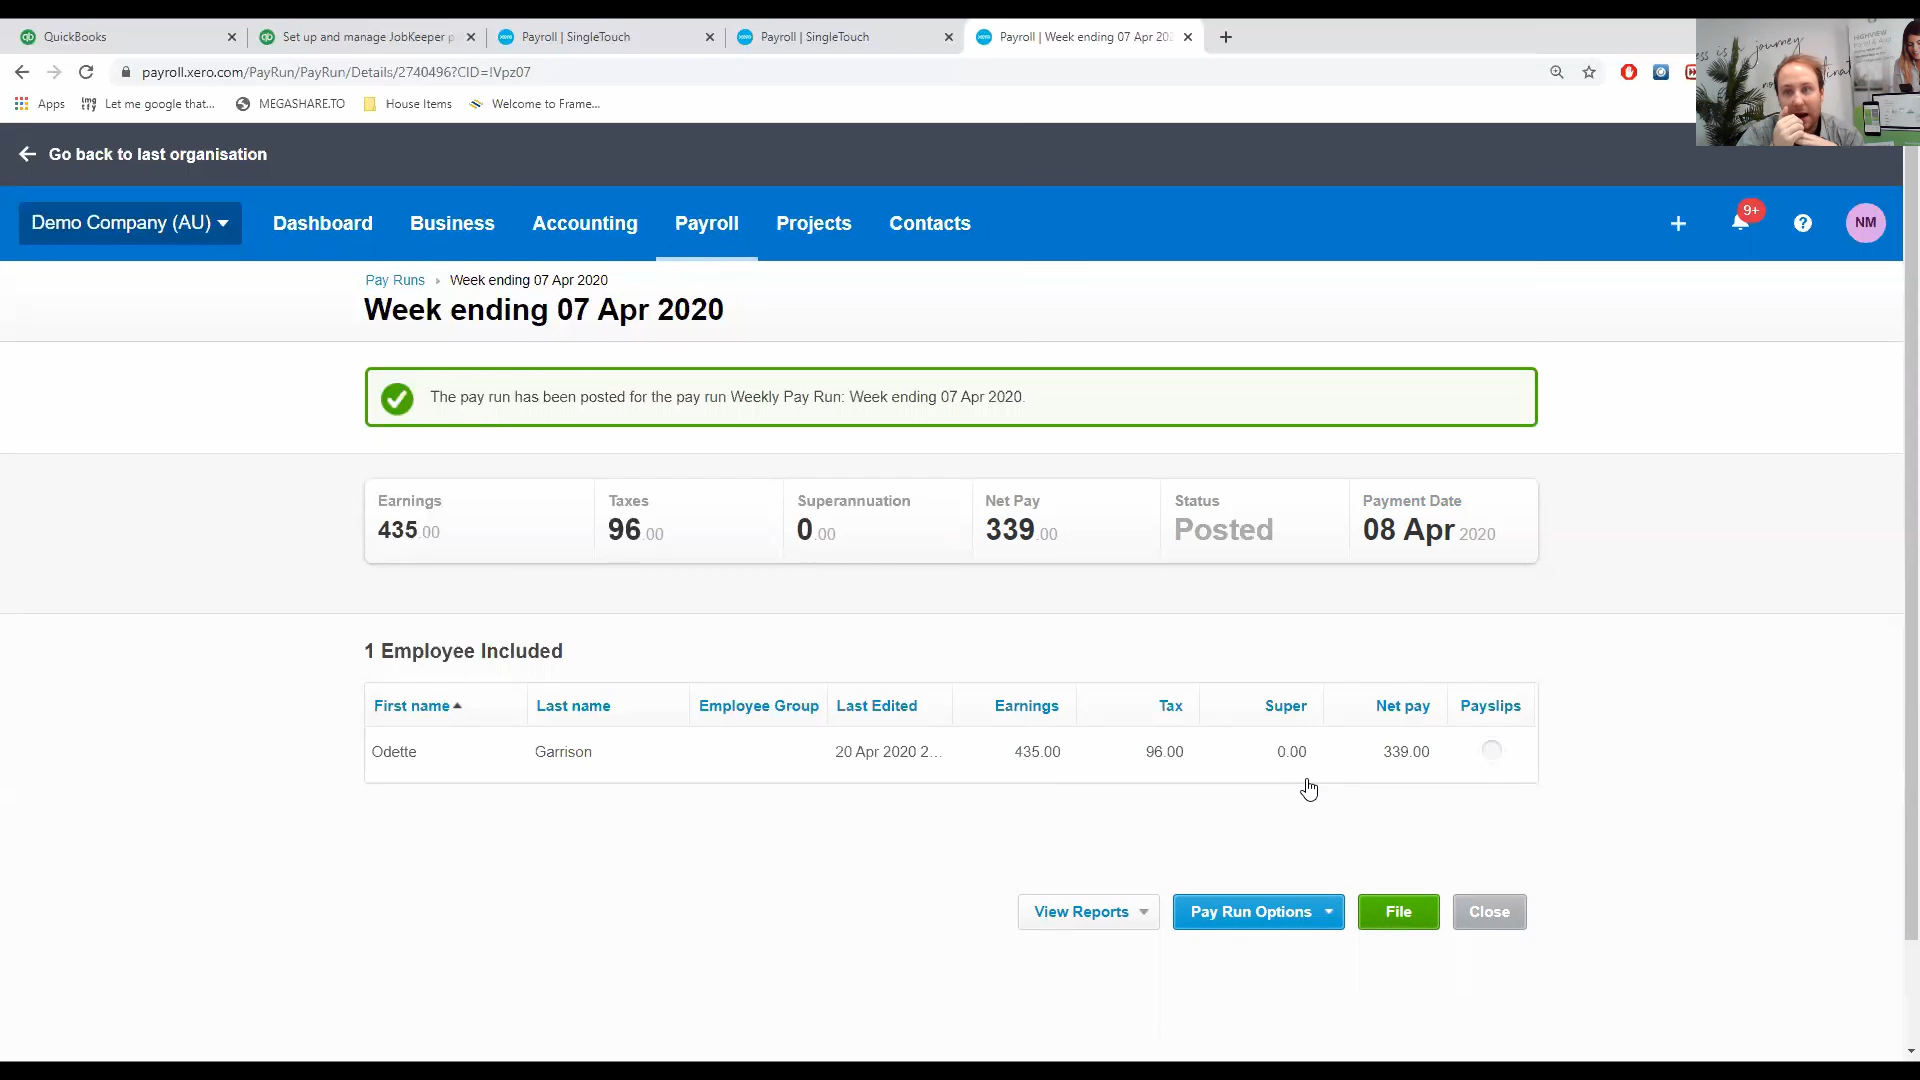 QuickBooks
Set up and manage JobKeeper p
Payroll | SingleTouch
Payroll | SingleTouch
Payroll | Week ending 07 Apr 202
payroll.xero.com/PayRun/PayRun/Details/2740496?CID=!Vpz07
Apps
Let me google that...
MEGASHARE.TO
House Items
Welcome to Frame...
Go back to last organisation
Demo Company (AU)
Dashboard
Business
Accounting
Payroll
Projects
Contacts
9+
NM
Pay Runs › Week ending 07 Apr 2020
Week ending 07 Apr 2020
The pay run has been posted for the pay run Weekly Pay Run: Week ending 07 Apr 2020.
Earnings Taxes Superannuation Net Pay Status Payment Date
435.00 96.00 0.00 339.00 Posted 08 Apr 2020
1 Employee Included
First name Last name Employee Group Last Edited Earnings Tax Super Net pay Payslips
Odette Garrison 20 Apr 2020 2... 435.00 96.00 0.00 339.00
View Reports
Pay Run Options
File
Close